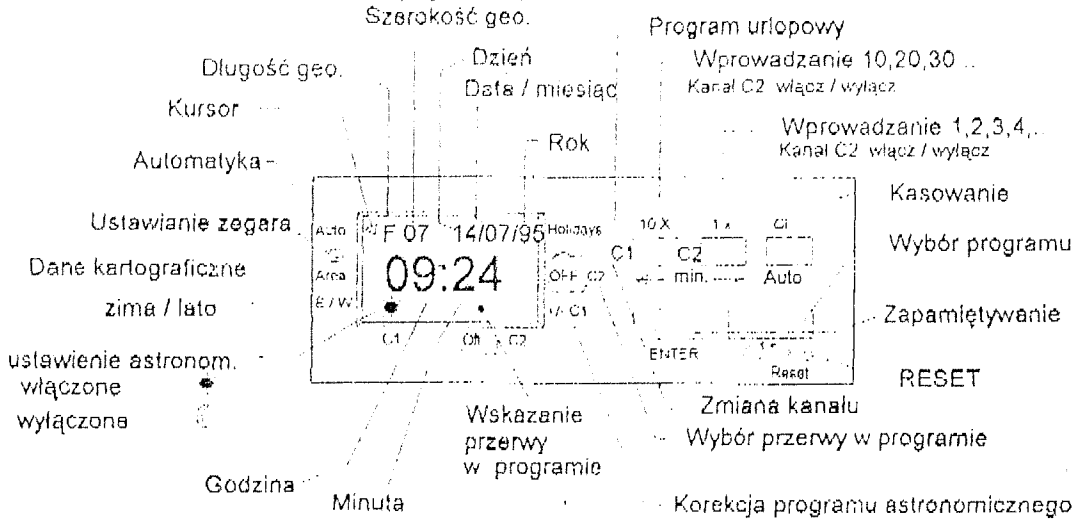 Szerokość geo.
Program urlopowy
Długość geo.
Dzień
Wprowadzanie 10,20,30 ..
Kanał C2 włącz / wyłącz
Data / miesiąc
Kursor
Wprowadzanie 1,2,3,4,..
Kanał C2 włącz / wyłącz
Rok
Automatyka
Kasowanie
Ustawianie zegara
Auto
F 07 14/07/95
Holidays
10 X
1 x
Wybór programu
C1
C2
09:24
Dane kartograficzne
Area
OFF C2
min.
Auto
zima / lato
E / W
+/- C1
Zapamiętywanie
C1
Off
C2
ENTER
ustawienie astronom.
Reset
RESET
włączone
Zmiana kanału
wyłączona
Wskazanie
przerwy
w programie
Wybór przerwy w programie
Godzina
Minuta
Korekcja programu astronomicznego